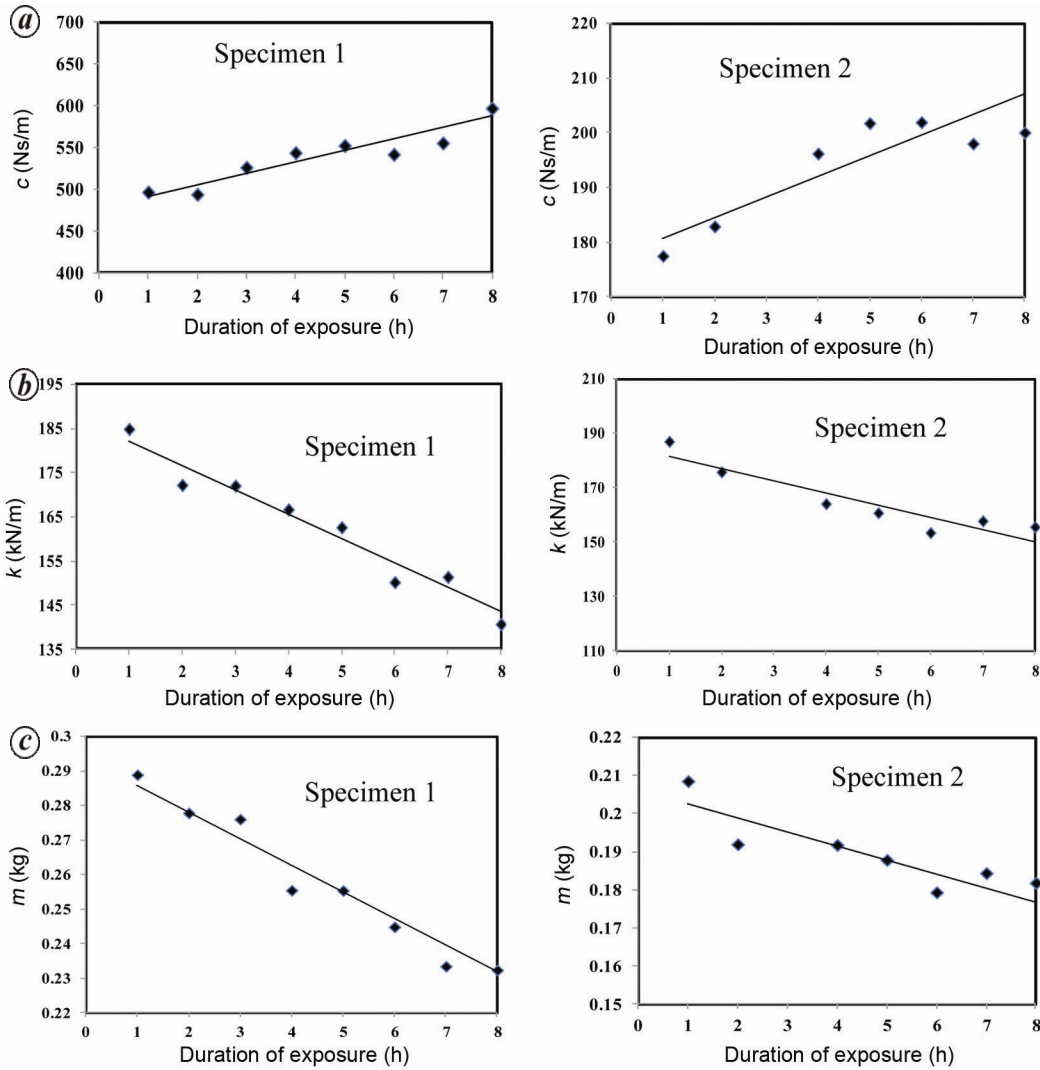 a
700
650
600
550
500
450
400
c (Ns/m)
Specimen 1
0 1 2 3 4 5 6 7 8
Duration of exposure (h)
220
210
200
190
180
170
c (Ns/m)
Specimen 2
0 1 2 3 4 5 6 7 8
Duration of exposure (h)
b
195
185
175
165
155
145
135
k (kN/m)
Specimen 1
0 1 2 3 4 5 6 7 8
Duration of exposure (h)
210
190
170
150
130
110
k (kN/m)
Specimen 2
0 1 2 3 4 5 6 7 8
Duration of exposure (h)
c
0.3
0.29
0.28
0.27
0.26
0.25
0.24
0.23
0.22
m (kg)
Specimen 1
0 1 2 3 4 5 6 7 8
Duration of exposure (h)
0.22
0.21
0.2
0.19
0.18
0.17
0.16
0.15
m (kg)
Specimen 2
0 1 2 3 4 5 6 7 8
Duration of exposure (h)